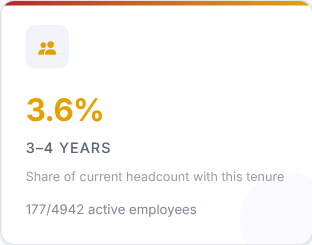 3.6%
3–4 YEARS
Share of current headcount with this tenure
177/4942 active employees